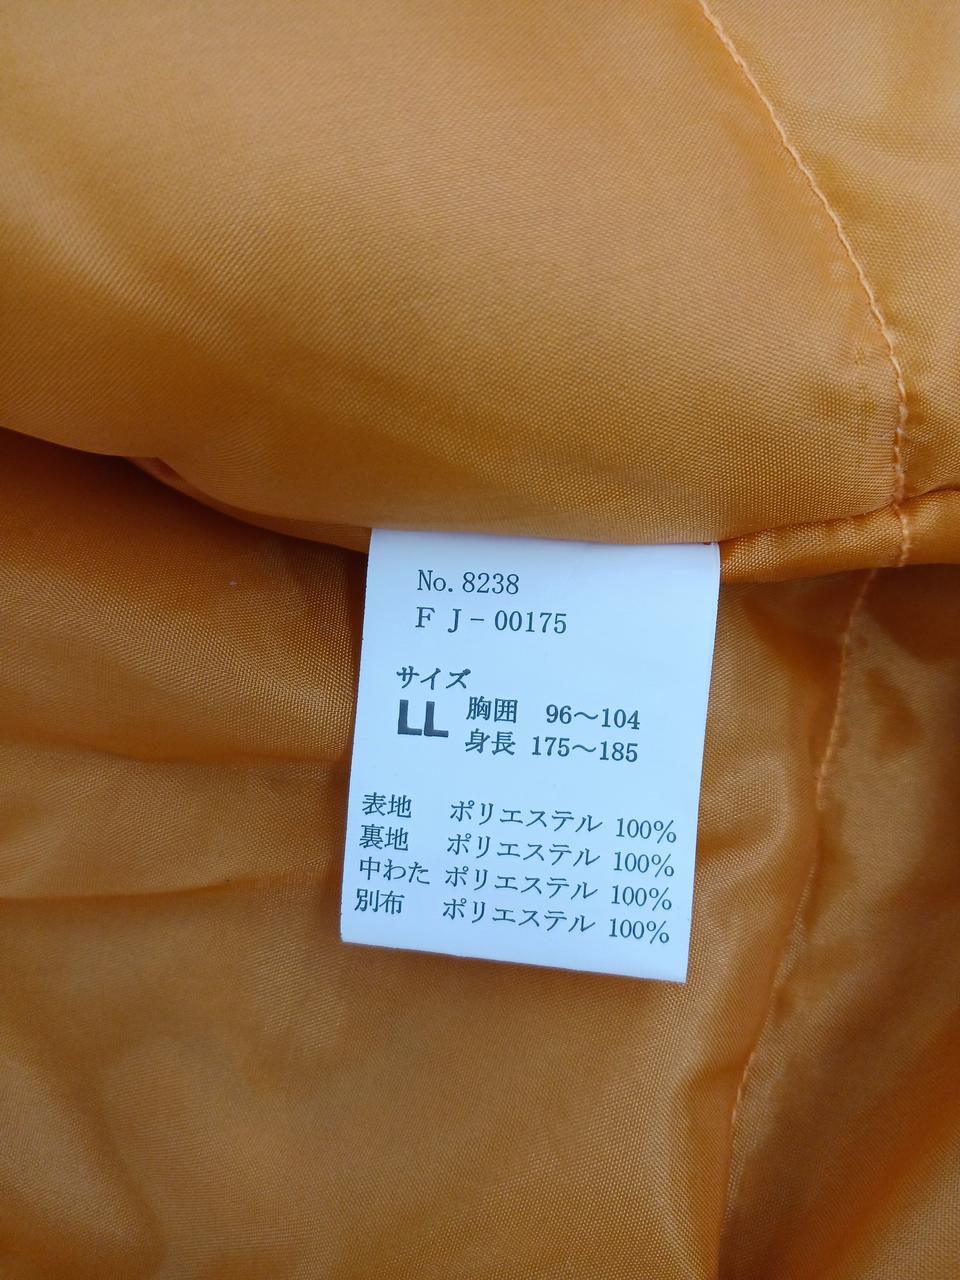 No.8238
FJ-00175
サイズ
LL 胸囲 96～104
身長 175～185
表地 ポリエステル 100%
裏地 ポリエステル 100%
中わた ポリエステル 100%
別布 ポリエステル 100%